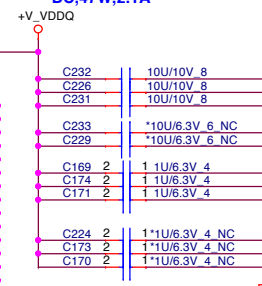 DC,47W,2.1A
+V_VDDQ
C232 10U/10V_8
C226 10U/10V_8
C231 10U/10V_8
C233 *10U/6.3V_6_NC
C229 *10U/6.3V_6_NC
C169 2 1 1U/6.3V_4
C174 2 1 1U/6.3V_4
C171 2 1 1U/6.3V_4
C224 2 1 *1U/6.3V_4_NC
C173 2 1 *1U/6.3V_4_NC
C170 2 1 *1U/6.3V_4_NC